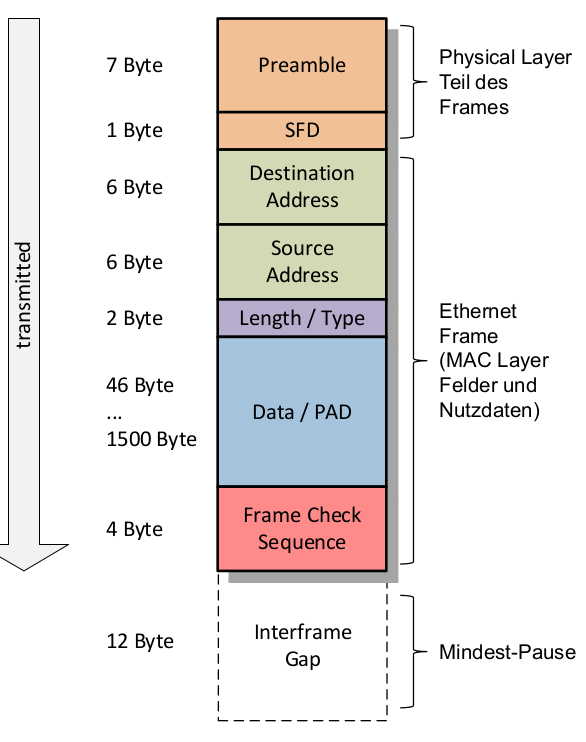 transmitted
7 Byte
Preamble
Physical Layer
Teil des
Frames
1 Byte
SFD
6 Byte
Destination
Address
6 Byte
Source
Address
2 Byte
Length / Type
Ethernet
Frame
(MAC Layer
Felder und
Nutzdaten)
46 Byte
...
1500 Byte
Data / PAD
4 Byte
Frame Check
Sequence
12 Byte
Interframe
Gap
Mindest-Pause